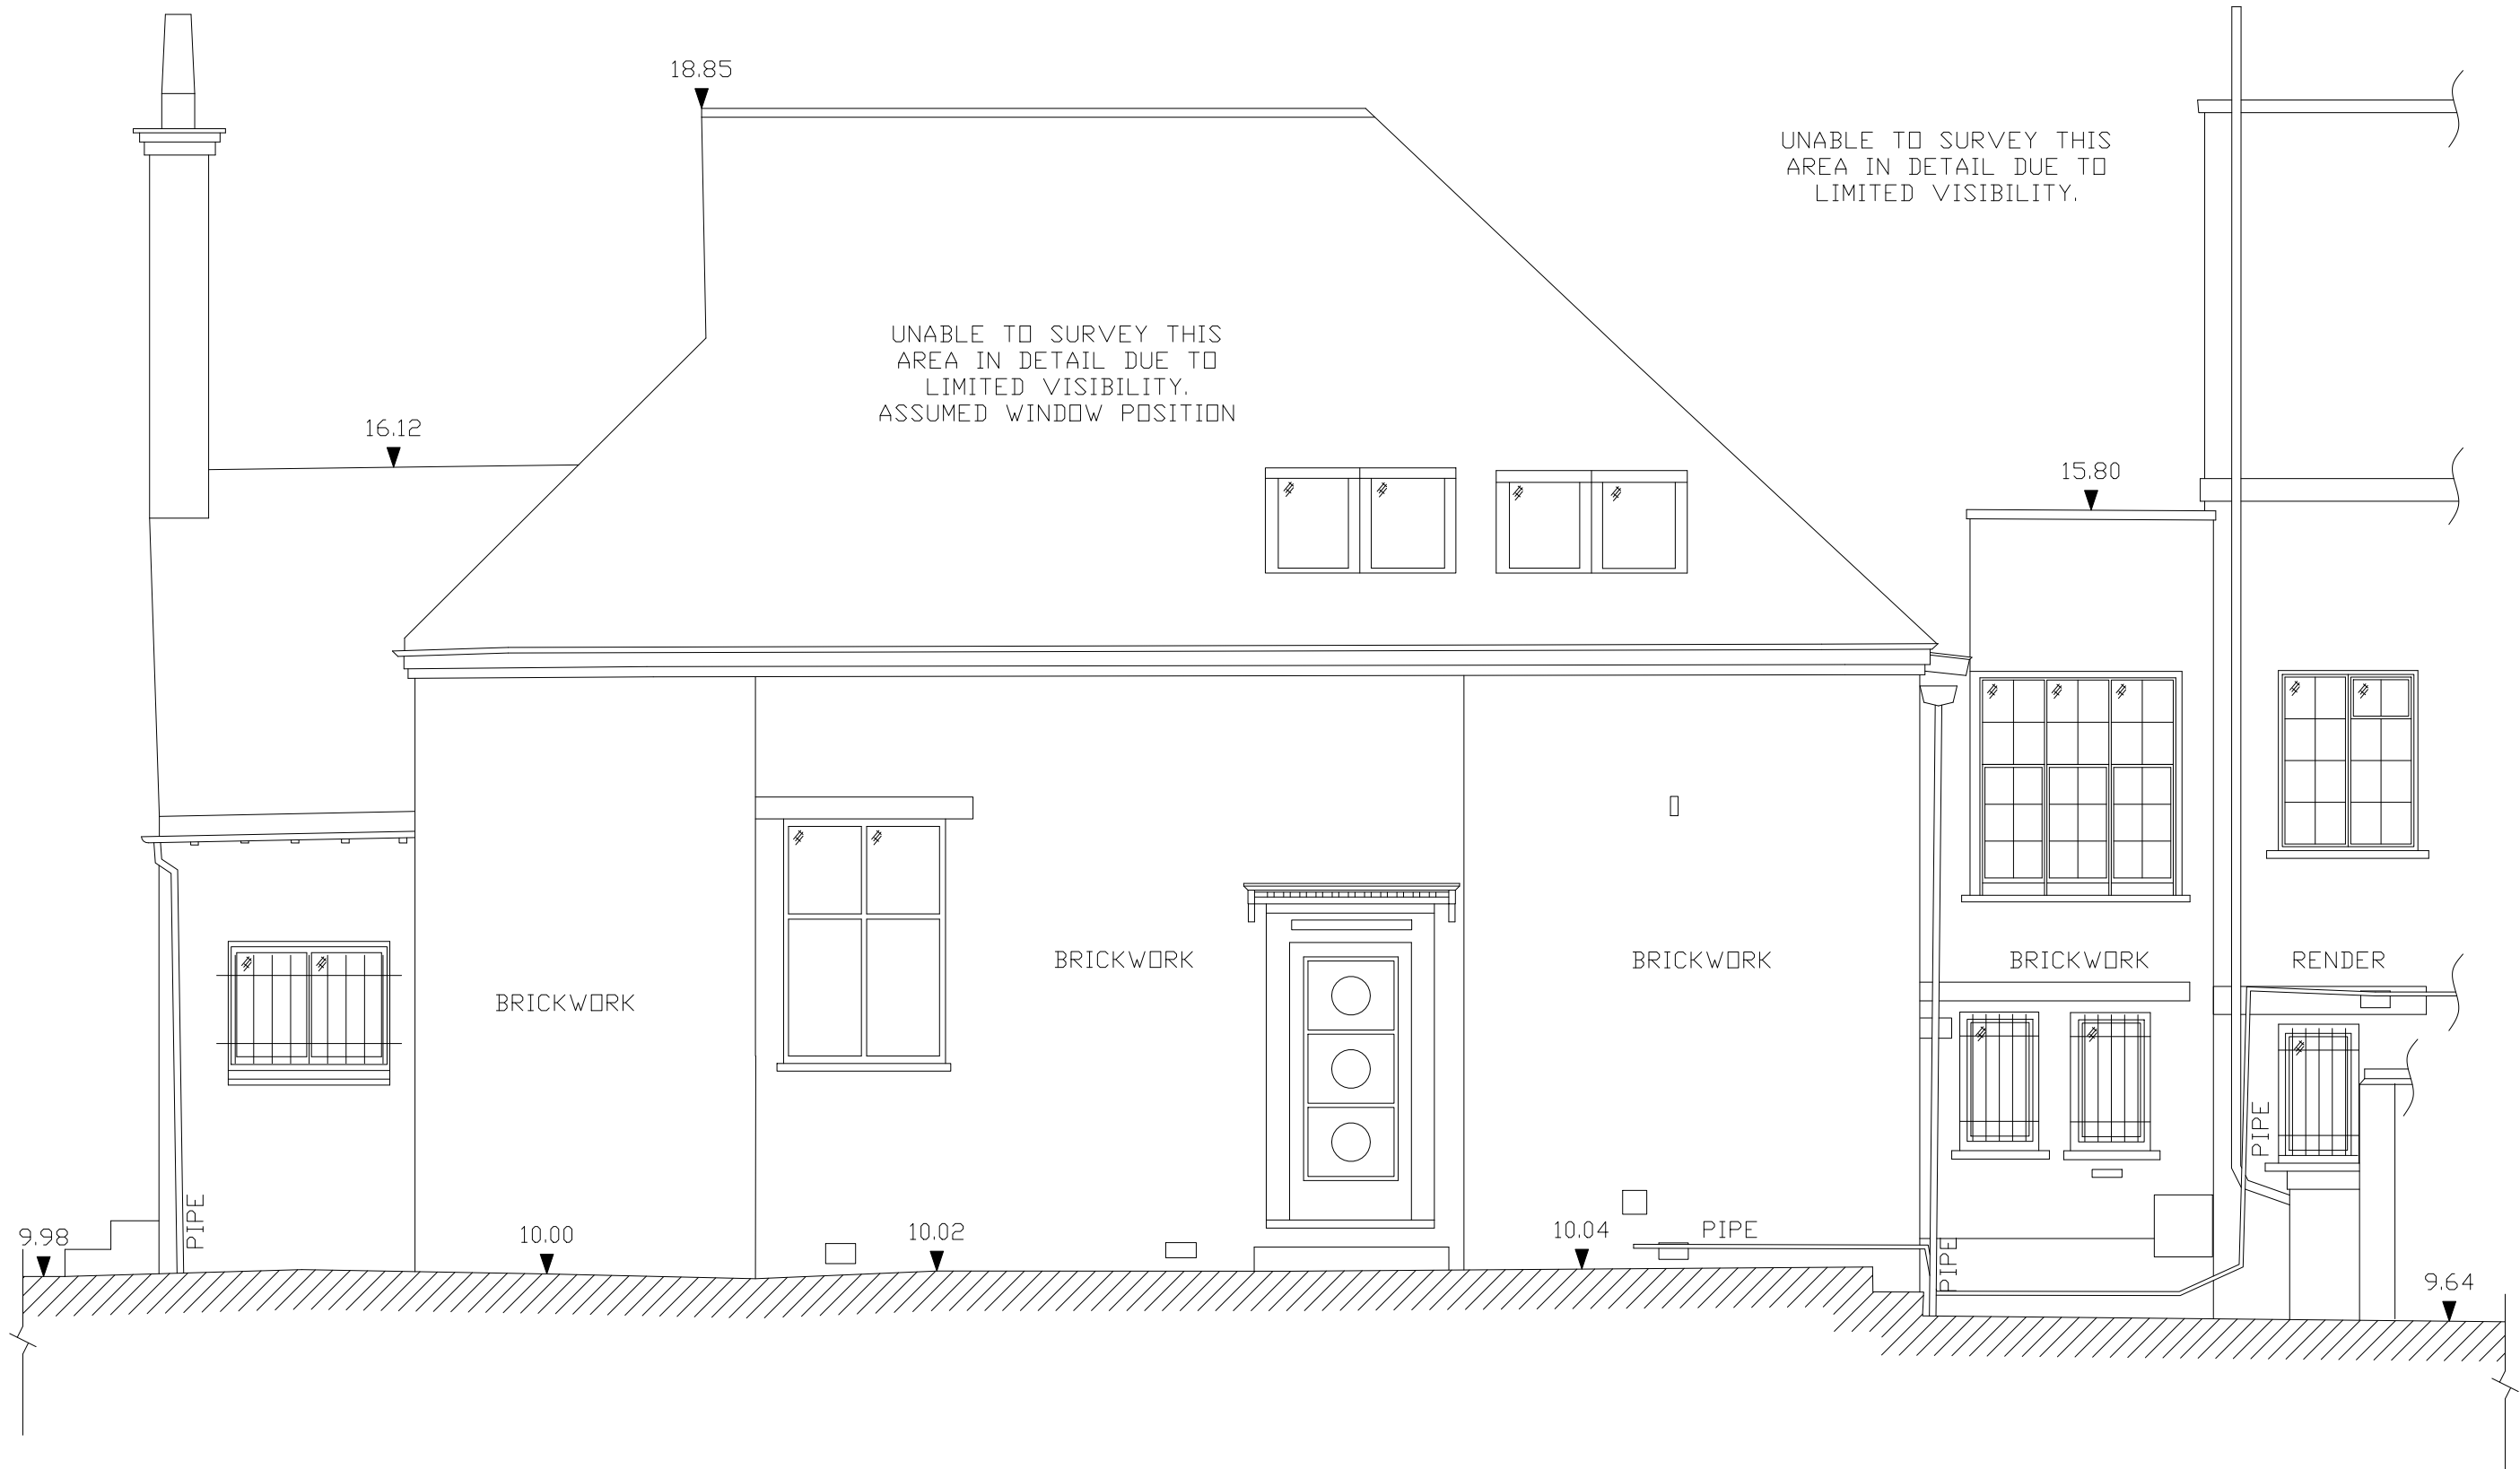 18.85
UNABLE TO SURVEY THIS
AREA IN DETAIL DUE TO
LIMITED VISIBILITY.
UNABLE TO SURVEY THIS
AREA IN DETAIL DUE TO
LIMITED VISIBILITY.
ASSUMED WINDOW POSITION
16.12
15.80
BRICKWORK
BRICKWORK
BRICKWORK
BRICKWORK
RENDER
PIPE
PIPE
9.98
10.00
10.02
10.04
PIPE
PIPE
9.64